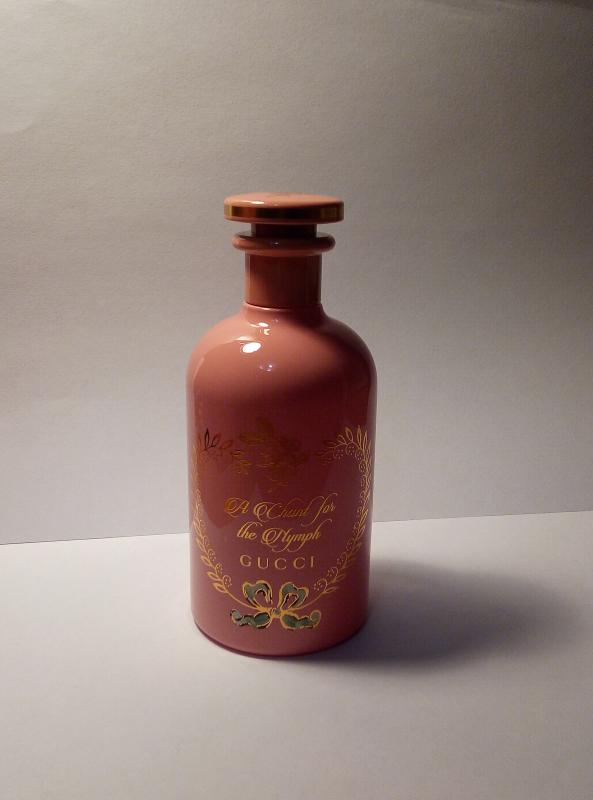 A Chant for
the Nymph
GUCCI